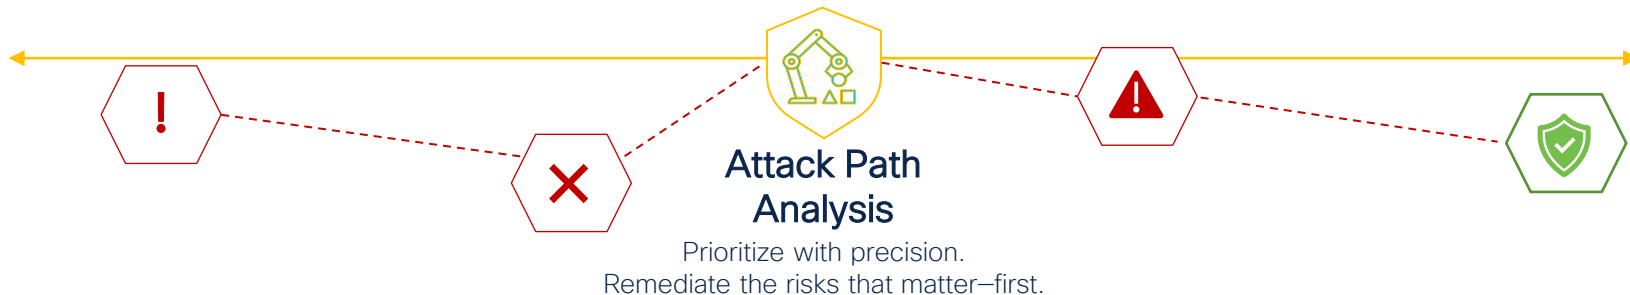 Attack Path
Analysis
Prioritize with precision.
Remediate the risks that matter—first.